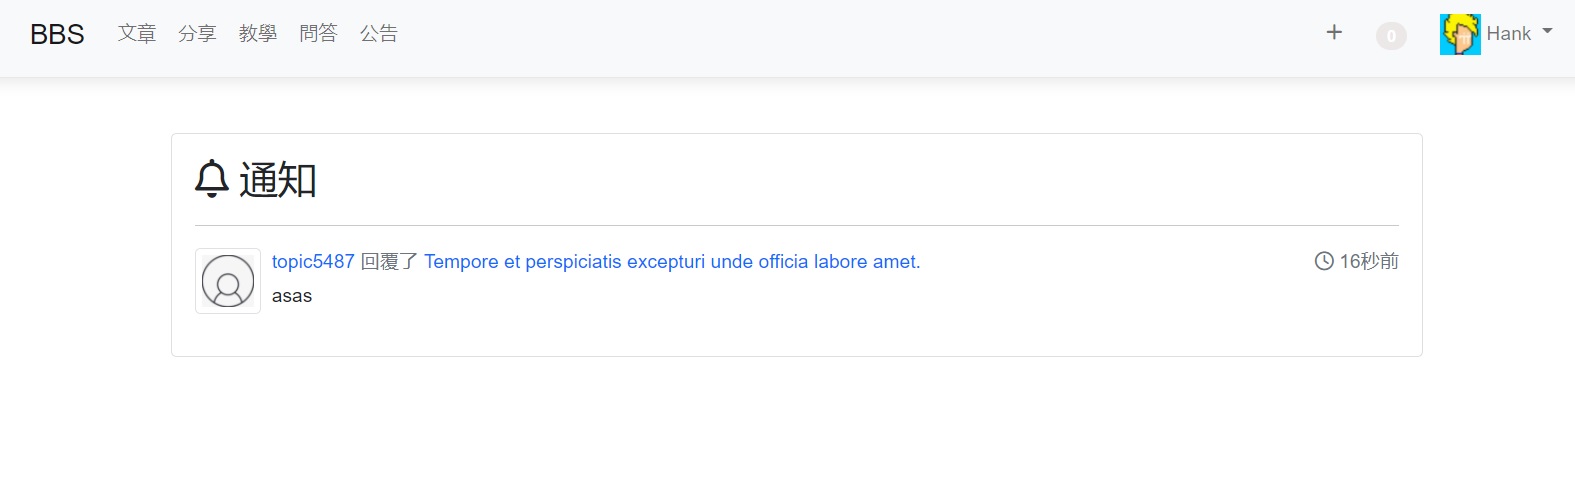 BBS 文章 分享 教學 問答 公告 + 0 Hank
通知
topic5487 回覆了 Tempore et perspiciatis excepturi unde officia labore amet. 16秒前
asas